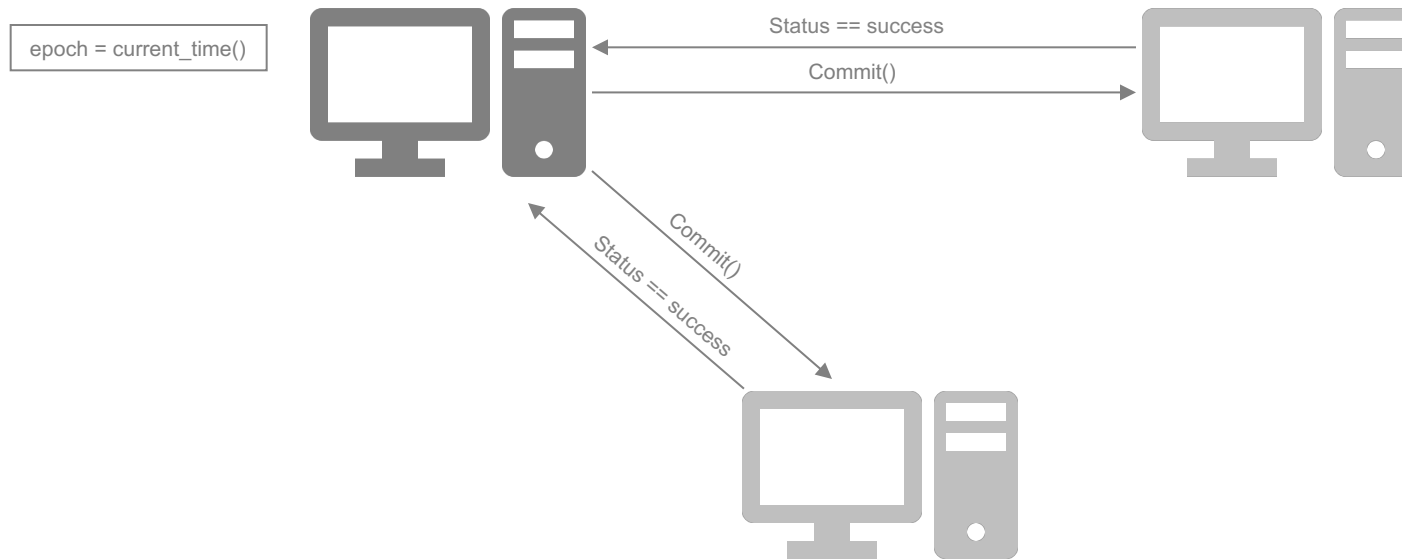 epoch = current_time()
Status == success
Commit()
Commit()
Status == success